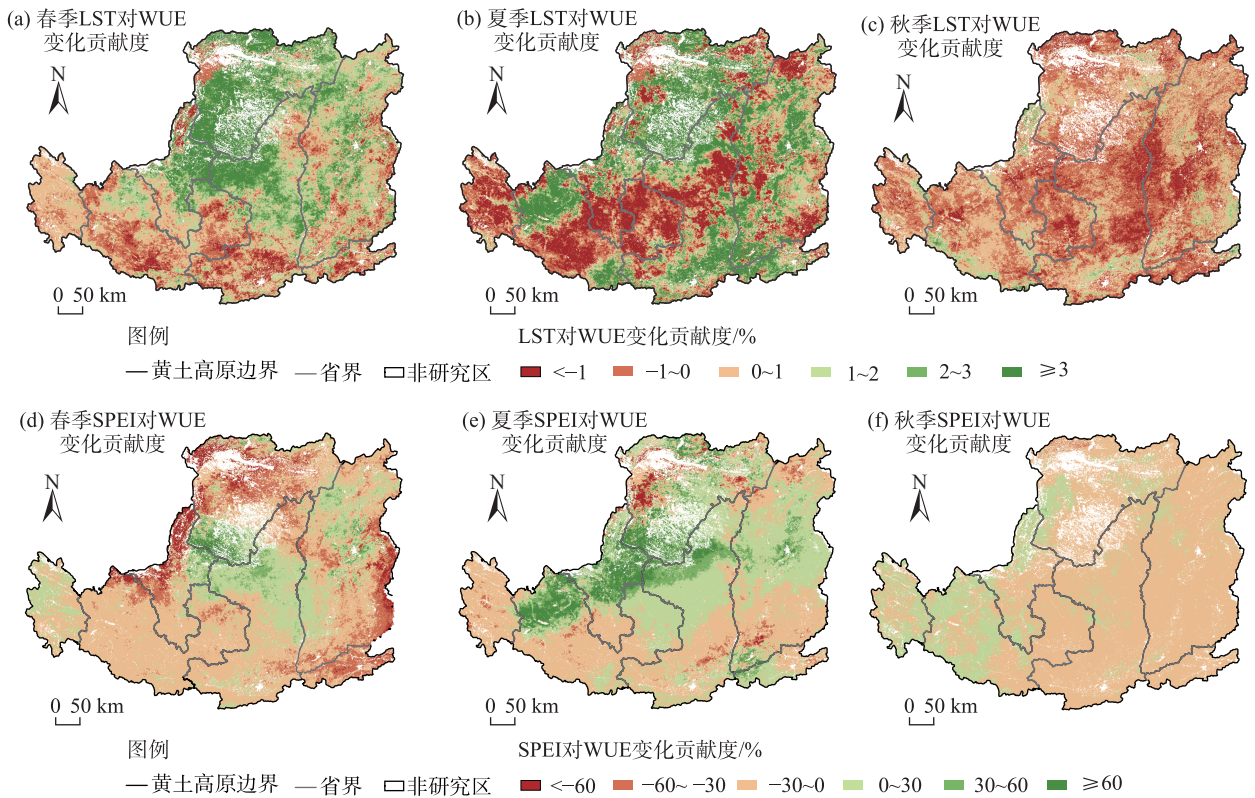 (a) 春季LST对WUE
变化贡献度
(b) 夏季LST对WUE
变化贡献度
(c) 秋季LST对WUE
变化贡献度
N
N
N
0 50 km
0 50 km
0 50 km
图例
LST对WUE变化贡献度/%
黄土高原边界 省界 非研究区 <−1 −1~0 0~1 1~2 2~3 ≥3
(d) 春季SPEI对WUE
变化贡献度
(e) 夏季SPEI对WUE
变化贡献度
(f) 秋季SPEI对WUE
变化贡献度
N
N
N
0 50 km
0 50 km
0 50 km
图例
SPEI对WUE变化贡献度/%
黄土高原边界 省界 非研究区 <−60 −60~ −30 −30~0 0~30 30~60 ≥60